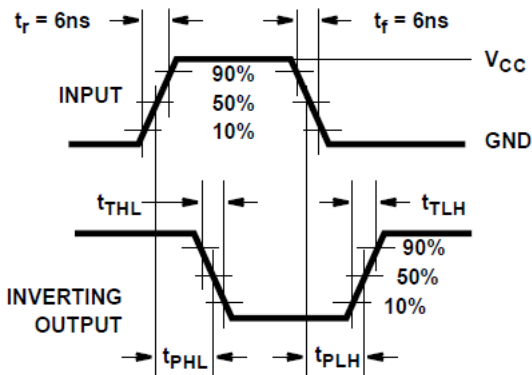 tr = 6ns
tf = 6ns
VCC
INPUT
90%
50%
10%
GND
tTHL
tTLH
90%
50%
10%
INVERTING
OUTPUT
tPHL
tPLH